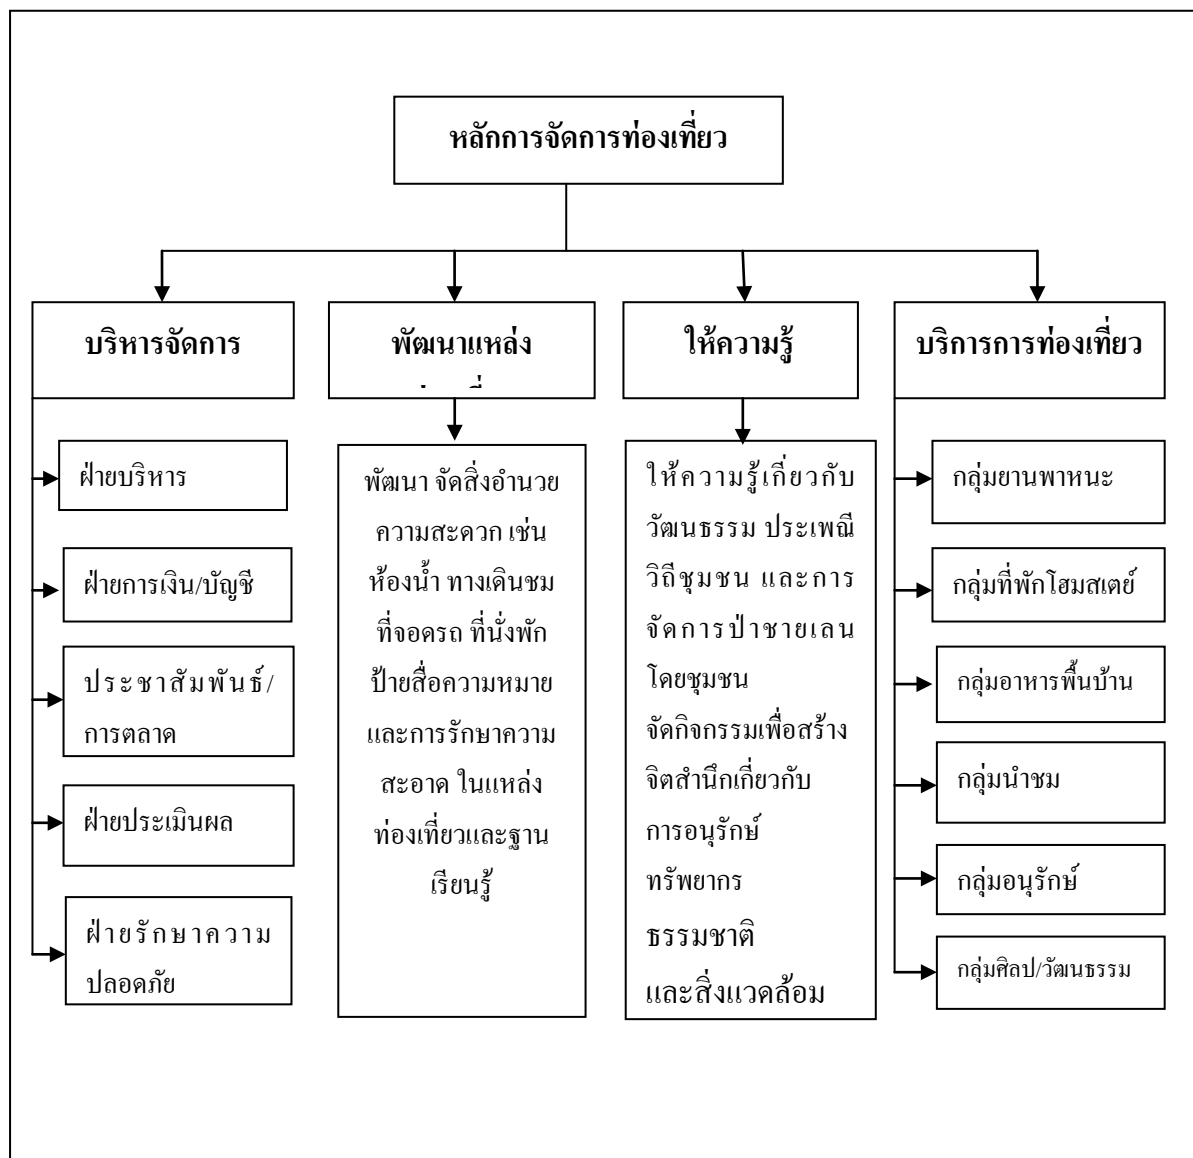 หลักการจัดการท่องเที่ยว
บริหารจัดการ
ฝ่ายบริหาร
ฝ่ายการเงิน/บัญชี
ประชาสัมพันธ์/
การตลาด
ฝ่ายประเมินผล
ฝ่ายรักษาความ
ปลอดภัย
พัฒนาแหล่ง
พัฒนา จัดสิ่งอำนวย
ความสะดวก เช่น
ห้องน้ำ ทางเดินชม
ที่จอดรถ ที่นั่งพัก
ป้ายสื่อความหมาย
และการรักษาความ
สะอาด ในแหล่ง
ท่องเที่ยวและฐาน
เรียนรู้
ให้ความรู้
ให้ความรู้เกี่ยวกับ
วัฒนธรรม ประเพณี
วิถีชุมชน และการ
จัดการป่าชายเลน
โดยชุมชน
จัดกิจกรรมเพื่อสร้าง
จิตสำนึกเกี่ยวกับ
การอนุรักษ์
ทรัพยากร
ธรรมชาติ
และสิ่งแวดล้อม
บริการการท่องเที่ยว
กลุ่มยานพาหนะ
กลุ่มที่พักโฮมสเตย์
กลุ่มอาหารพื้นบ้าน
กลุ่มนำชม
กลุ่มอนุรักษ์
กลุ่มศิลป/วัฒนธรรม